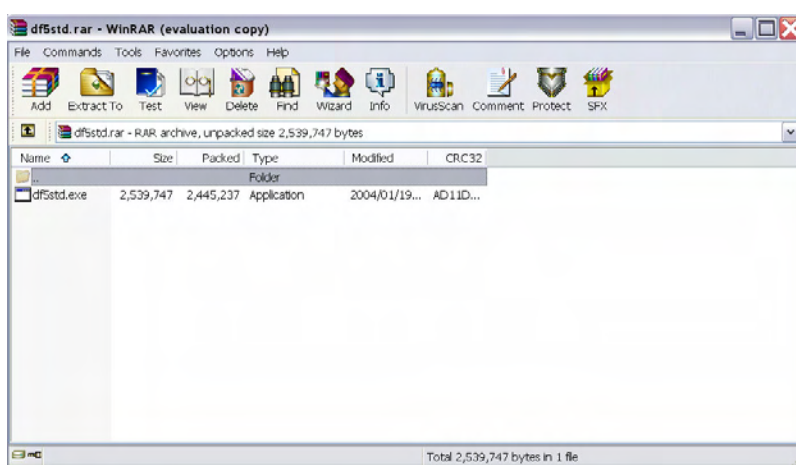 df5std.rar - WinRAR (evaluation copy)
File Commands Tools Favorites Options Help
Add Extract To Test View Delete Find Wizard Info VirusScan Comment Protect SFX
df5std.rar - RAR archive, unpacked size 2,539,747 bytes
Name Size Packed Type Modified CRC32
.. Folder
df5std.exe 2,539,747 2,445,237 Application 2004/01/19... AD11D...
Total 2,539,747 bytes in 1 file